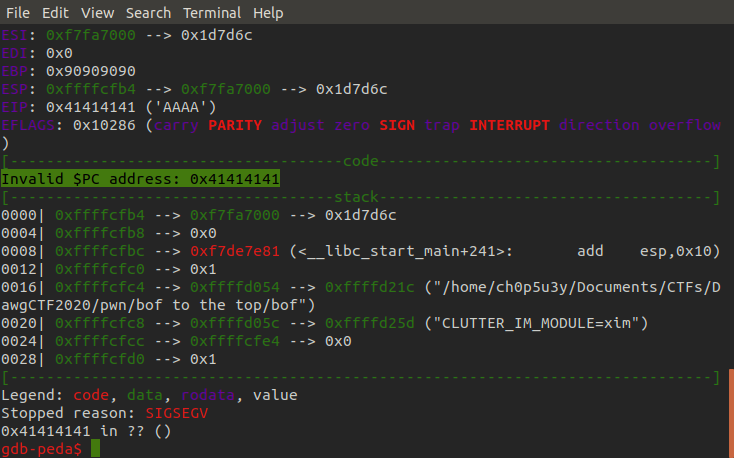 File Edit View Search Terminal Help
ESI: 0xf7fa7000 --> 0x1d7d6c
EDI: 0x0
EBP: 0x90909090
ESP: 0xffffcfb4 --> 0xf7fa7000 --> 0x1d7d6c
EIP: 0x41414141 ('AAAA')
EFLAGS: 0x10286 (carry PARITY adjust zero SIGN trap INTERRUPT direction overflow
)
[-------------------------------------code-------------------------------------]
Invalid $PC address: 0x41414141
[------------------------------------stack-------------------------------------]
0000| 0xffffcfb4 --> 0xf7fa7000 --> 0x1d7d6c
0004| 0xffffcfb8 --> 0x0
0008| 0xffffcfbc --> 0xf7de7e81 (<__libc_start_main+241>:       add    esp,0x10)
0012| 0xffffcfc0 --> 0x1
0016| 0xffffcfc4 --> 0xffffd054 --> 0xffffd21c ("/home/ch0p5u3y/Documents/CTFs/D
awgCTF2020/pwn/bof to the top/bof")
0020| 0xffffcfc8 --> 0xffffd05c --> 0xffffd25d ("CLUTTER_IM_MODULE=xim")
0024| 0xffffcfcc --> 0xffffcfe4 --> 0x0
0028| 0xffffcfd0 --> 0x1
[------------------------------------------------------------------------------]
Legend: code, data, rodata, value
Stopped reason: SIGSEGV
0x41414141 in ?? ()
gdb-peda$